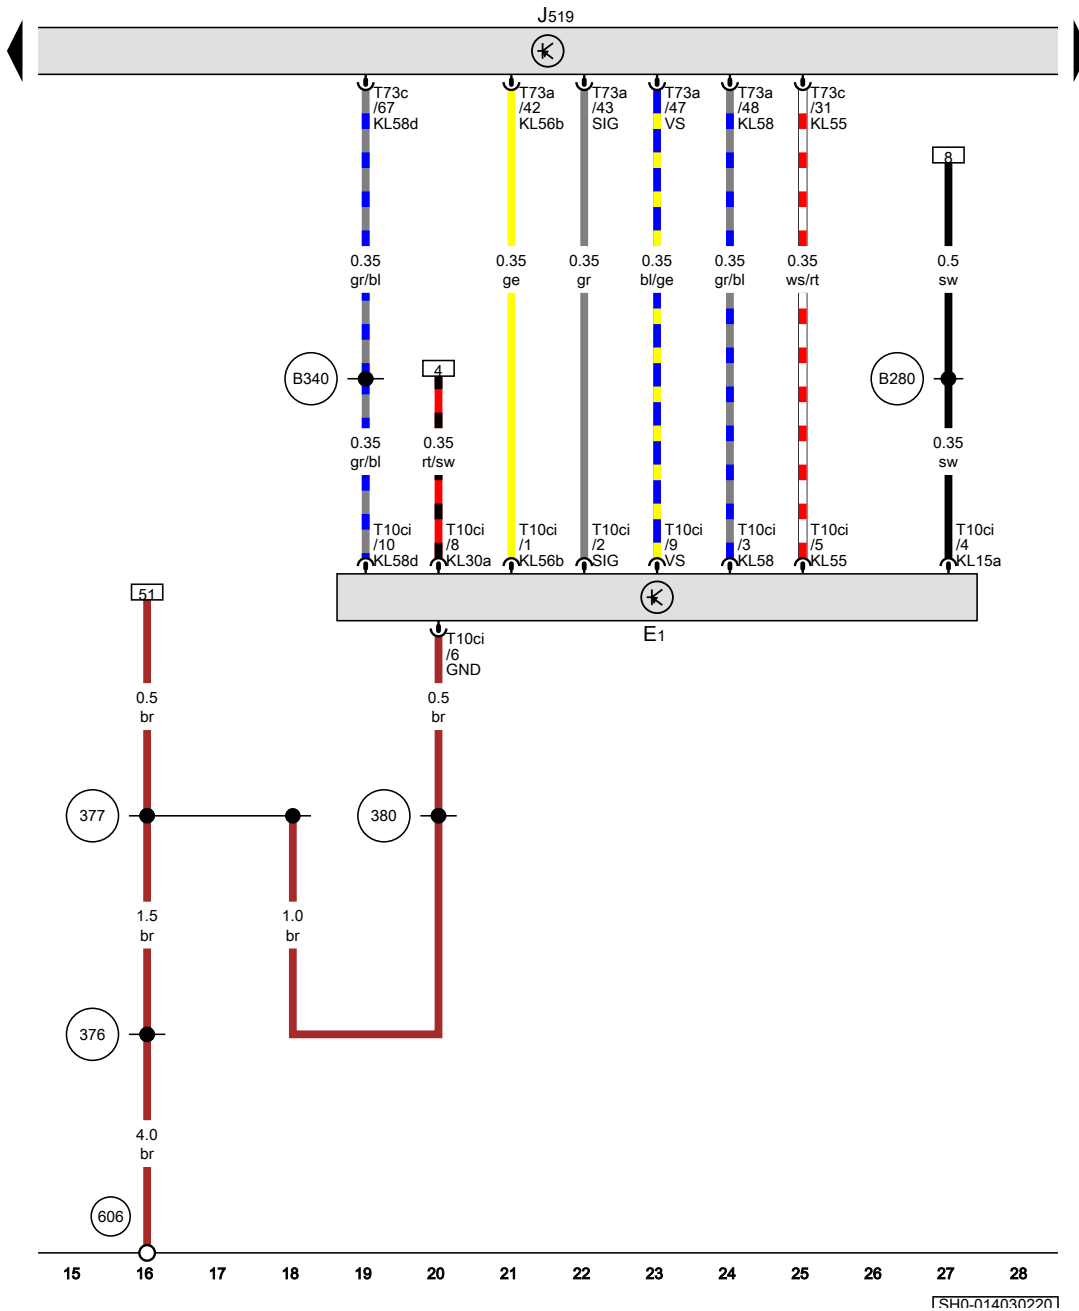 J519
T73c
/67
KL58d
T73a
/42
KL56b
T73a
/43
SIG
T73a
/47
VS
T73a
/48
KL58
T73c
/31
KL55
8
0.35
gr/bl
0.35
ge
0.35
gr
0.35
bl/ge
0.35
gr/bl
0.35
ws/rt
0.5
sw
B340
4
B280
0.35
gr/bl
0.35
rt/sw
0.35
sw
T10ci
/10
KL58d
T10ci
/8
KL30a
T10ci
/1
KL56b
T10ci
/2
SIG
T10ci
/9
VS
T10ci
/3
KL58
T10ci
/5
KL55
T10ci
/4
KL15a
51
E1
T10ci
/6
GND
0.5
br
0.5
br
377
380
1.5
br
1.0
br
376
4.0
br
606
15 16 17 18 19 20 21 22 23 24 25 26 27 28
SH0-014030220